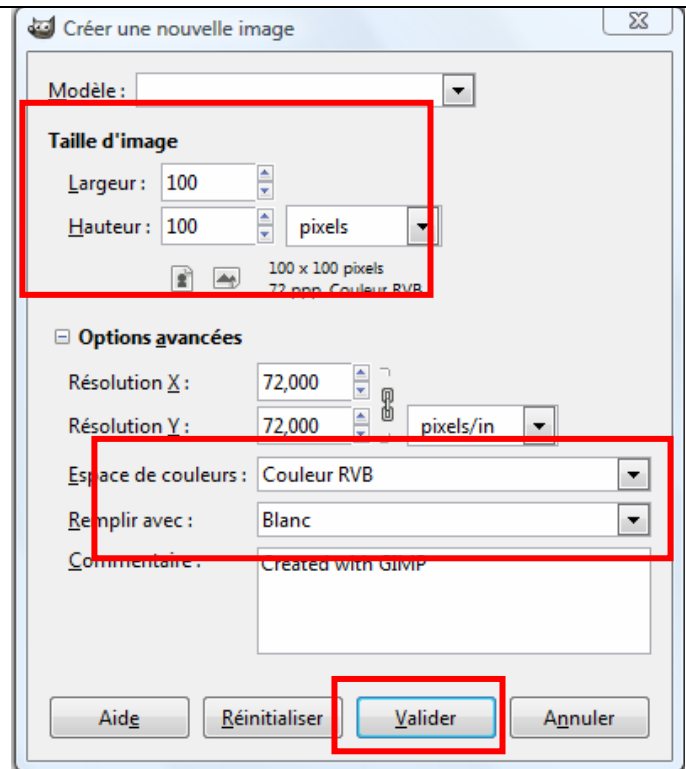 Créer une nouvelle image
Modèle :
Taille d'image
Largeur : 100
Hauteur : 100 pixels
100 x 100 pixels
72 ppp, Couleur RVB
Options avancées
Résolution X : 72,000
Résolution Y : 72,000 pixels/in
Espace de couleurs : Couleur RVB
Remplir avec : Blanc
Commentaire : Created with GIMP
Aide Réinitialiser Valider Annuler